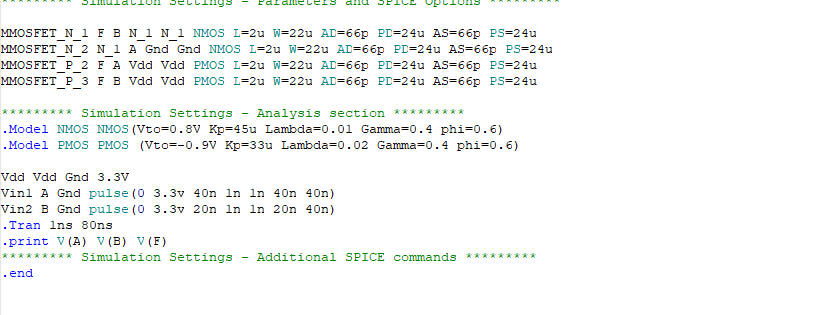 ********* Simulation Settings - Parameters and SPICE Options *********
MMOSFET_N_1 F B N_1 N_1 NMOS L=2u W=22u AD=66p PD=24u AS=66p PS=24u
MMOSFET_N_2 N_1 A Gnd Gnd NMOS L=2u W=22u AD=66p PD=24u AS=66p PS=24u
MMOSFET_P_2 F A Vdd Vdd PMOS L=2u W=22u AD=66p PD=24u AS=66p PS=24u
MMOSFET_P_3 F B Vdd Vdd PMOS L=2u W=22u AD=66p PD=24u AS=66p PS=24u
********* Simulation Settings - Analysis section *********
.Model NMOS NMOS(Vto=0.8V Kp=45u Lambda=0.01 Gamma=0.4 phi=0.6)
.Model PMOS PMOS (Vto=-0.9V Kp=33u Lambda=0.02 Gamma=0.4 phi=0.6)
Vdd Vdd Gnd 3.3V
Vin1 A Gnd pulse(0 3.3v 40n 1n 1n 40n 40n)
Vin2 B Gnd pulse(0 3.3v 20n 1n 1n 20n 40n)
.Tran 1ns 80ns
.print V(A) V(B) V(F)
********* Simulation Settings - Additional SPICE commands *********
.end